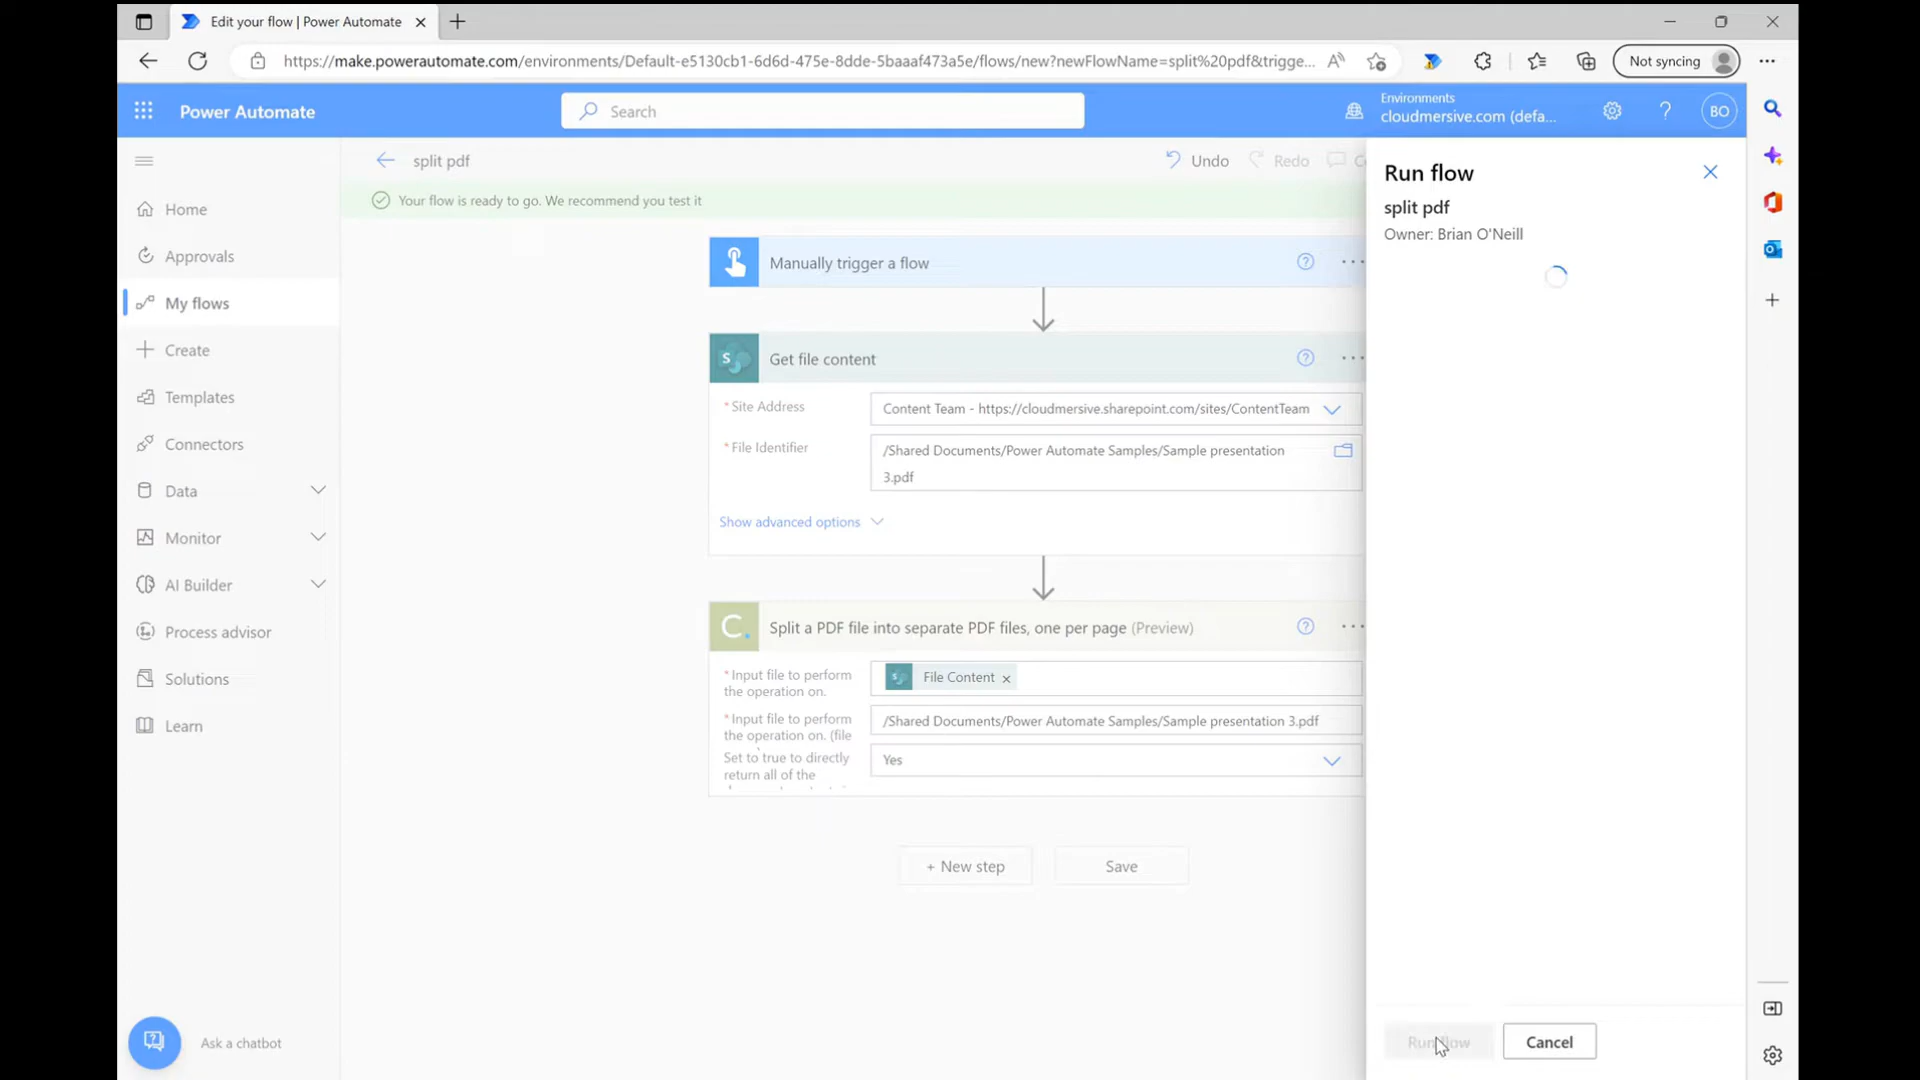 Edit your flow | Power Automate
https://make.powerautomate.com/environments/Default-e5130cb1-6d6d-475e-8dde-5baaaf473a5e/flows/new?newFlowName=split%20pdf&trigge...
Not syncing
Power Automate
Search
Environments
cloudmersive.com (defa...
BO
split pdf
Undo
Redo
Your flow is ready to go. We recommend you test it
Home
Approvals
My flows
Create
Templates
Connectors
Data
Monitor
AI Builder
Process advisor
Solutions
Learn
Ask a chatbot
Manually trigger a flow
Get file content
* Site Address
Content Team - https://cloudmersive.sharepoint.com/sites/ContentTeam
* File Identifier
/Shared Documents/Power Automate Samples/Sample presentation
3.pdf
Show advanced options
Split a PDF file into separate PDF files, one per page (Preview)
* Input file to perform
the operation on.
File Content
* Input file to perform
the operation on. (file
/Shared Documents/Power Automate Samples/Sample presentation 3.pdf
Set to true to directly
return all of the
Yes
+ New step
Save
Run flow
split pdf
Owner: Brian O'Neill
Run flow
Cancel